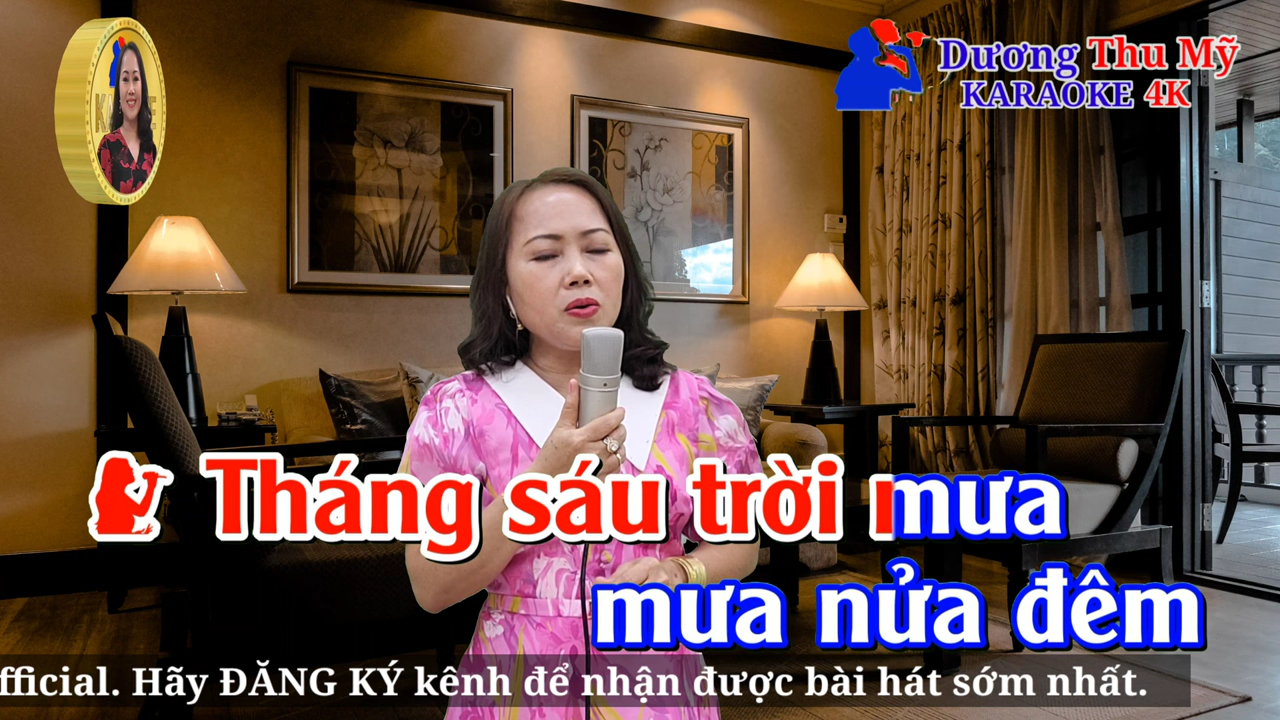 Dương Thu Mỹ
KARAOKE 4K
Tháng sáu trời mưa
mưa nửa đêm
fficial. Hãy ĐĂNG KÝ kênh để nhận được bài hát sớm nhất.